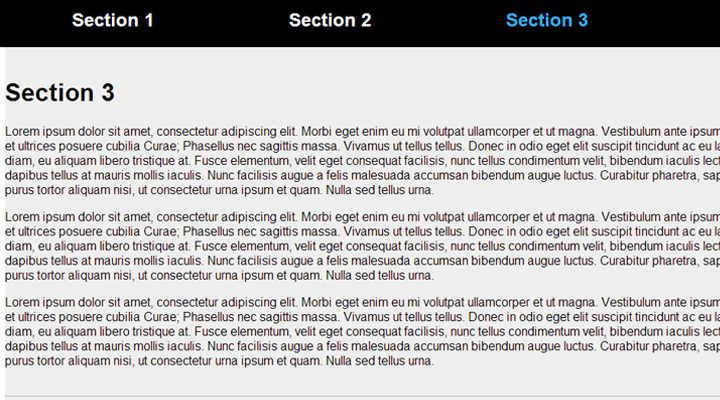 Section 1 Section 2 Section 3
Section 3
Lorem ipsum dolor sit amet, consectetur adipiscing elit. Morbi eget enim eu mi volutpat ullamcorper et ut magna. Vestibulum ante ipsum
et ultrices posuere cubilia Curae; Phasellus nec sagittis massa. Vivamus ut tellus tellus. Donec in odio eget elit suscipit tincidunt ac eu
diam, eu aliquam libero tristique at. Fusce elementum, velit eget consequat facilisis, nunc tellus condimentum velit, bibendum iaculis
dapibus tellus at mauris mollis iaculis. Nunc facilisis augue a felis malesuada accumsan bibendum augue luctus. Curabitur pharetra,
purus tortor aliquam nisi, ut consectetur urna ipsum et quam. Nulla sed tellus urna.
Lorem ipsum dolor sit amet, consectetur adipiscing elit. Morbi eget enim eu mi volutpat ullamcorper et ut magna. Vestibulum ante ipsum
et ultrices posuere cubilia Curae; Phasellus nec sagittis massa. Vivamus ut tellus tellus. Donec in odio eget elit suscipit tincidunt ac eu
diam, eu aliquam libero tristique at. Fusce elementum, velit eget consequat facilisis, nunc tellus condimentum velit, bibendum iaculis
dapibus tellus at mauris mollis iaculis. Nunc facilisis augue a felis malesuada accumsan bibendum augue luctus. Curabitur pharetra,
purus tortor aliquam nisi, ut consectetur urna ipsum et quam. Nulla sed tellus urna.
Lorem ipsum dolor sit amet, consectetur adipiscing elit. Morbi eget enim eu mi volutpat ullamcorper et ut magna. Vestibulum ante ipsum
et ultrices posuere cubilia Curae; Phasellus nec sagittis massa. Vivamus ut tellus tellus. Donec in odio eget elit suscipit tincidunt ac eu
diam, eu aliquam libero tristique at. Fusce elementum, velit eget consequat facilisis, nunc tellus condimentum velit, bibendum iaculis
dapibus tellus at mauris mollis iaculis. Nunc facilisis augue a felis malesuada accumsan bibendum augue luctus. Curabitur pharetra,
purus tortor aliquam nisi, ut consectetur urna ipsum et quam. Nulla sed tellus urna.